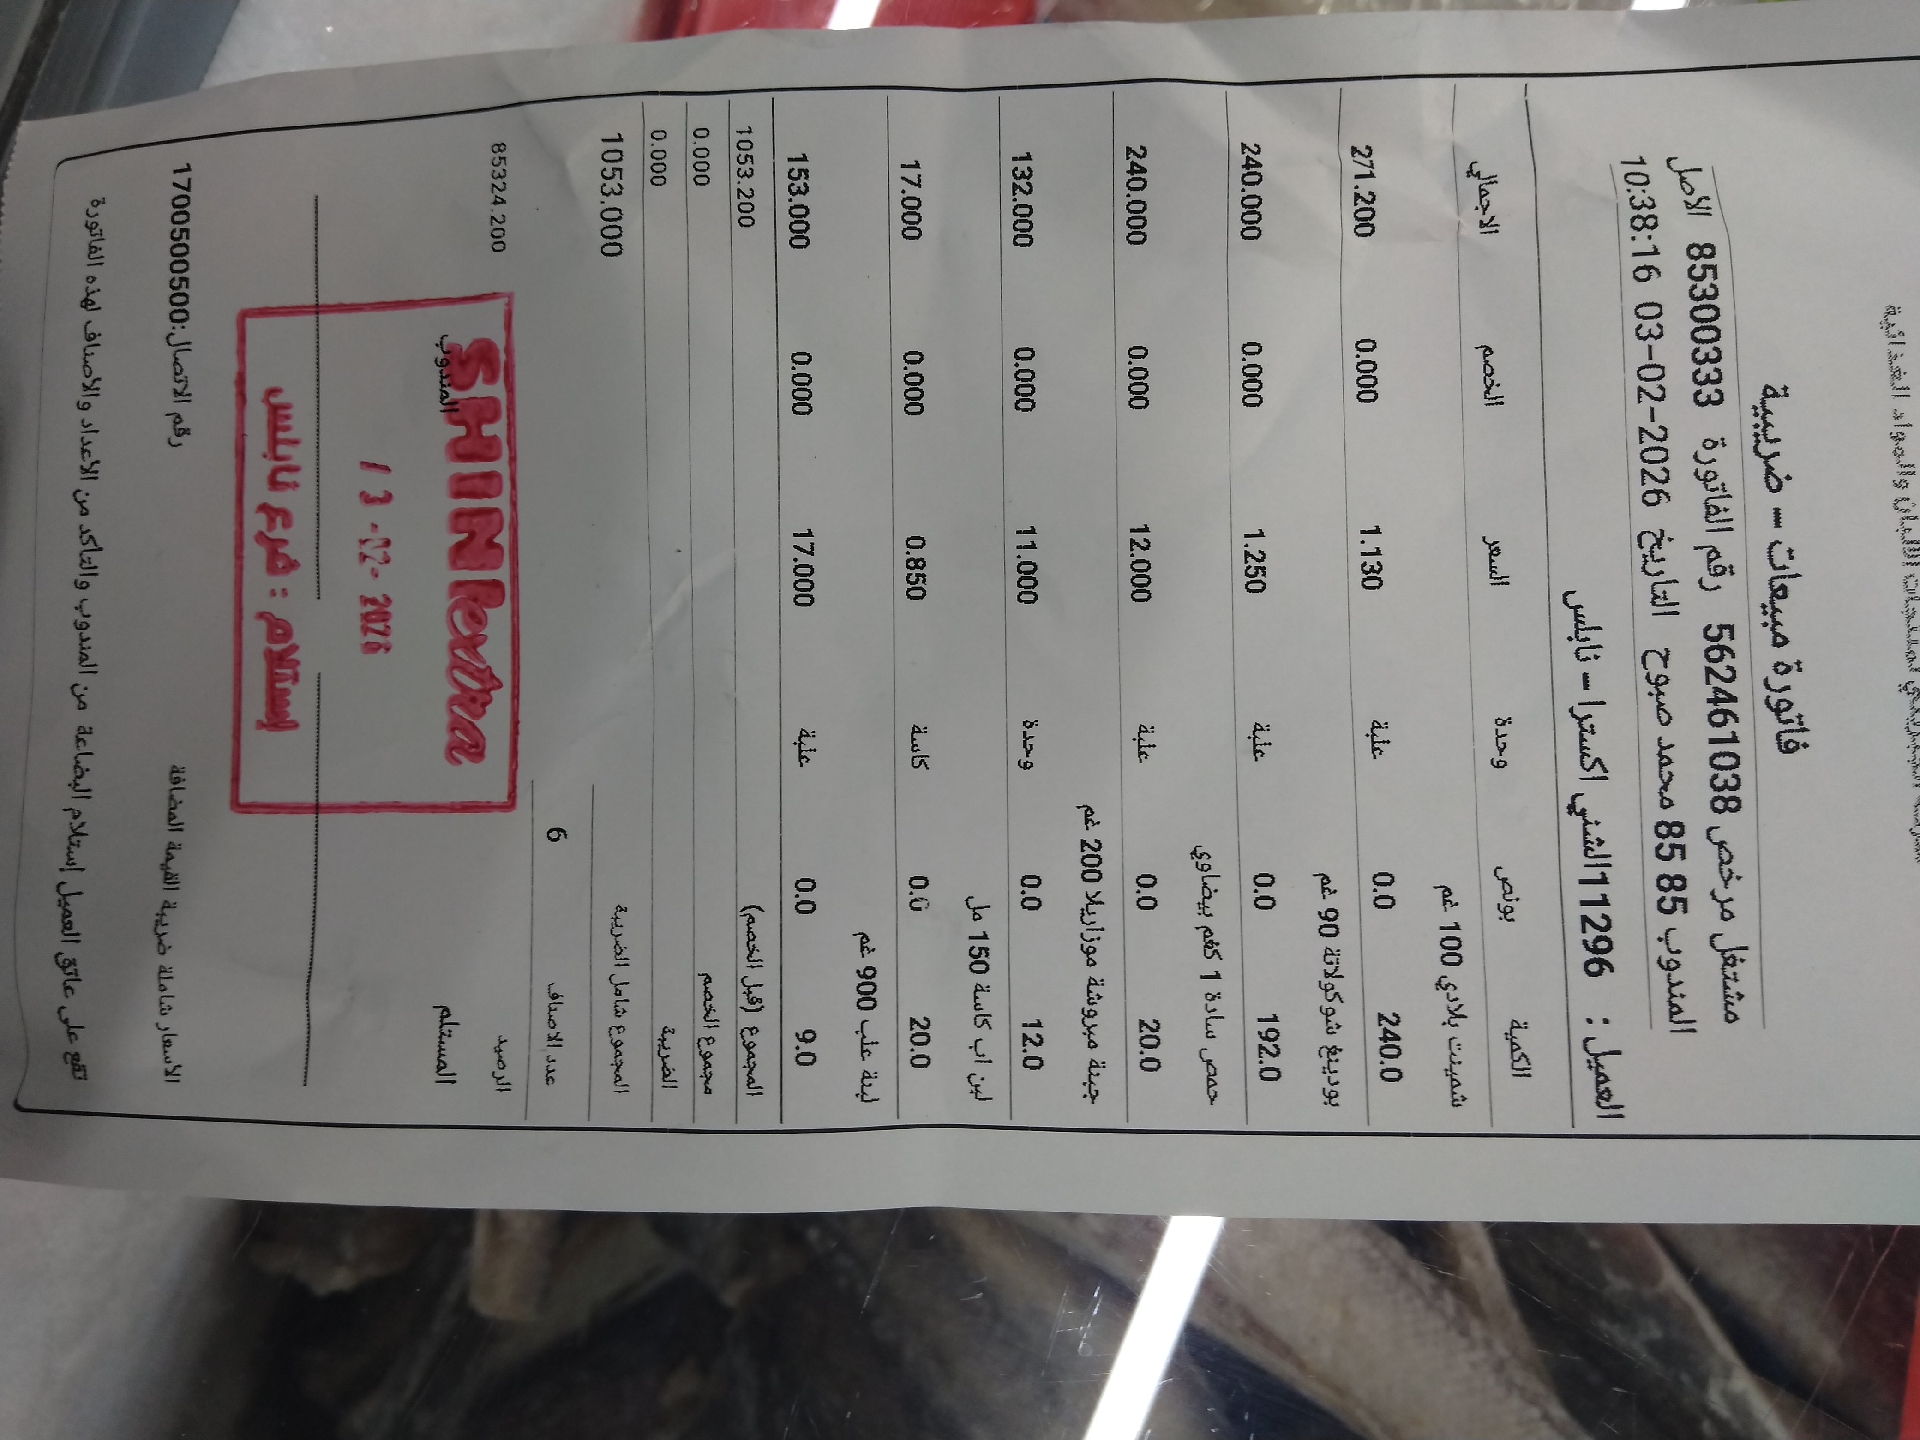 فاتورة مبيعات - ضريبية
مشتغل مرخص 562461038 رقم الفاتورة 85300333 الاصل
المندوب 85 85 محمد صبوح التاريخ 2026-02-03 10:38:16
العميل : 11296الشني اكسترا - نابلس
الكمية بونص وحدة السعر الخصم الاجمالي
شمينت بلادي 100 غم
240.0 0.0 علبة 1.130 0.000 271.200
بودينغ شوكولاتة 90 غم
192.0 0.0 علبة 1.250 0.000 240.000
حمص سادة 1 كغم بيضاوي
20.0 0.0 علبة 12.000 0.000 240.000
جبنة مبروشة موزاريلا 200 غم
12.0 0.0 وحدة 11.000 0.000 132.000
لبن اب كاسة 150 مل
20.0 0.0 كاسة 0.850 0.000 17.000
لبنة علب 900 غم
9.0 0.0 علبة 17.000 0.000 153.000
المجموع (قبل الخصم) 1053.200
مجموع الخصم 0.000
الضريبة 0.000
المجموع شامل الضريبة 1053.000
عدد الاصناف 6
الرصيد 85324.200
المستلم المندوب
SHINI extra
13 -02- 2026
إستلام : فرع نابلس
الاسعار شاملة ضريبة القيمة المضافة رقم الاتصال:1700500500
تقع على عاتق العميل إستلام البضاعة من المندوب والتأكد من الأعداد والأصناف لهذه الفاتورة